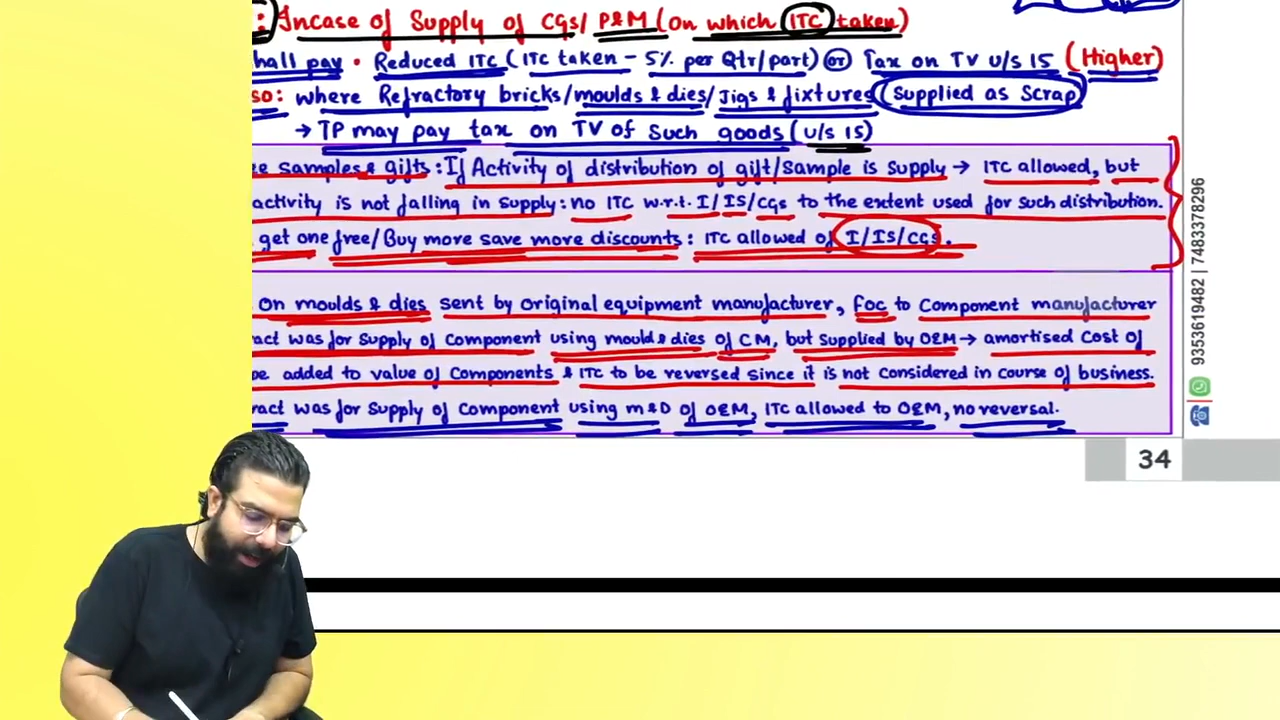 : Incase of Supply of CGs/ P&M (on which ITC taken)
hall pay • Reduced ITC (ITC taken - 5% per Qtr/part) or Tax on TV u/s 15 (Higher)
so: where Refractory bricks/moulds & dies/Jigs & fixtures (Supplied as Scrap)
→ TP may pay tax on TV of Such goods (u/s 15)
ee samples & gifts: If Activity of distribution of gift/Sample is Supply → ITC allowed, but
activity is not falling in Supply: no ITC w.r.t. I/IS/CGs to the extent used for such distribution.
get one free/Buy more save more discounts: ITC allowed of I/IS/CGs.
On moulds & dies sent by original equipment manufacturer, FOC to Component manufacturer
act was for Supply of Component using mould & dies of CM, but Supplied by OEM → amortised Cost of
be added to value of Components & ITC to be reversed since it is not Considered in course of business.
ract was for Supply of Component using M&D of OEM, ITC allowed to OEM, no reversal.
9353619482 | 7483378296
34